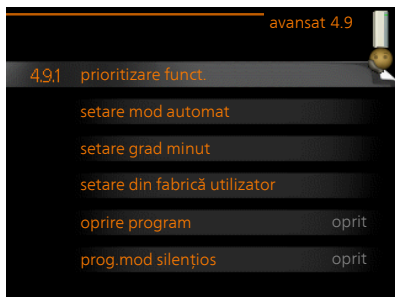 avansat 4.9
4.9.1 prioritizare funct.
setare mod automat
setare grad minut
setare din fabrică utilizator
oprire program oprit
prog.mod silențios oprit